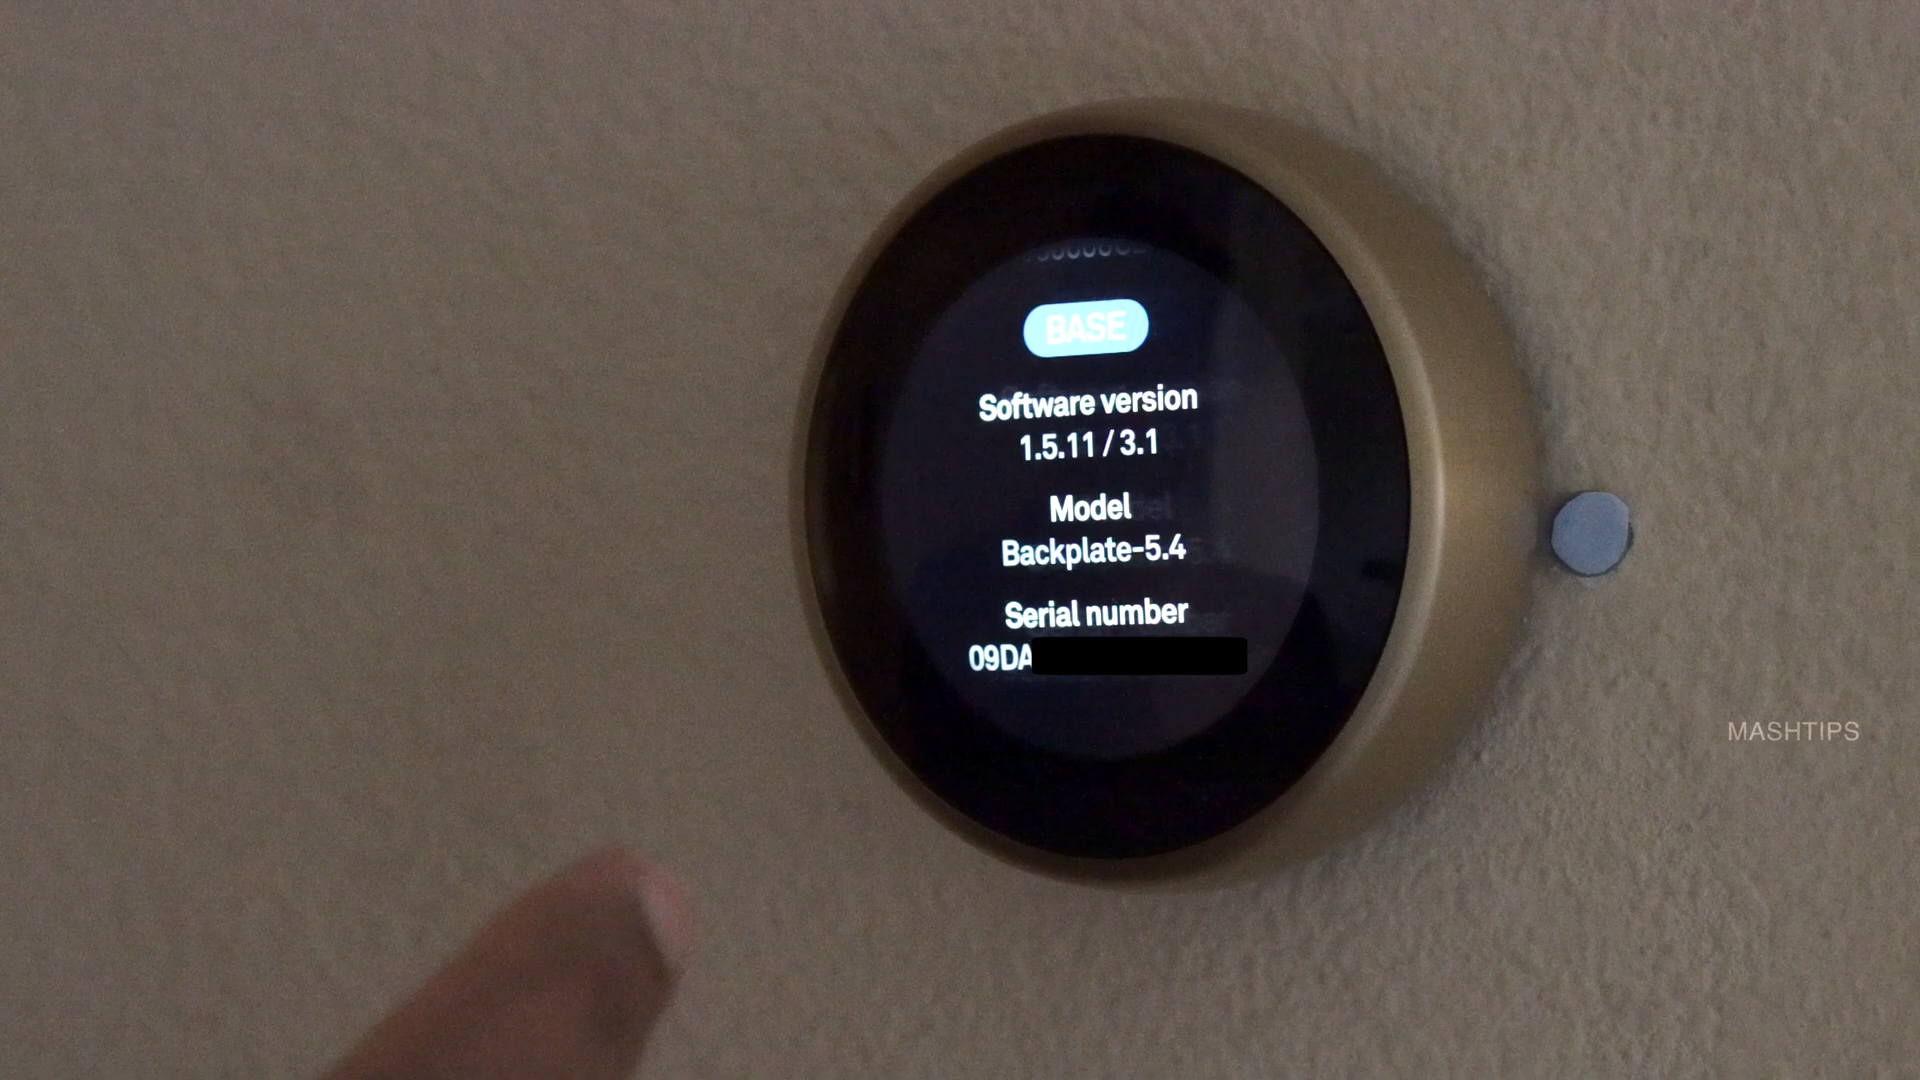 BASE
Software version
1.5.11 / 3.1
Model
Backplate-5.4
Serial number
09DA
MASHTIPS